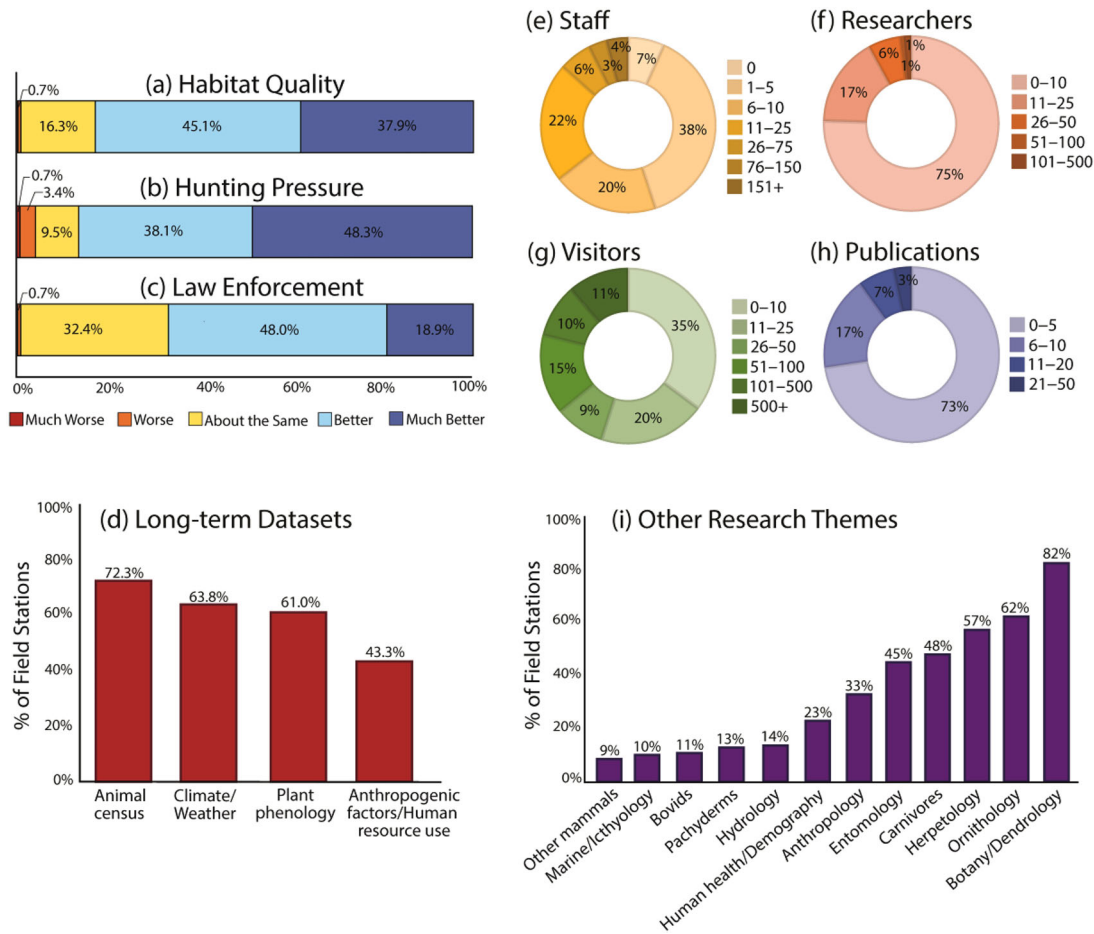 (a) Habitat Quality
0.7%
16.3%
45.1%
37.9%
(b) Hunting Pressure
0.7%
3.4%
9.5%
38.1%
48.3%
(c) Law Enforcement
0.7%
32.4%
48.0%
18.9%
0%
20%
40%
60%
80%
100%
Much Worse
Worse
About the Same
Better
Much Better
(e) Staff
7%
38%
20%
22%
6%
3%
4%
0
1–5
6–10
11–25
26–75
76–150
151+
(f) Researchers
75%
17%
6%
1%
1%
0–10
11–25
26–50
51–100
101–500
(g) Visitors
35%
20%
9%
15%
10%
11%
0–10
11–25
26–50
51–100
101–500
500+
(h) Publications
73%
17%
7%
3%
0–5
6–10
11–20
21–50
(d) Long-term Datasets
% of Field Stations
100%
80%
60%
40%
20%
0%
72.3%
63.8%
61.0%
43.3%
Animal
census
Climate/
Weather
Plant
phenology
Anthropogenic
factors/Human
resource use
(i) Other Research Themes
% of Field Stations
100%
80%
60%
40%
20%
0%
9%
10%
11%
13%
14%
23%
33%
45%
48%
57%
62%
82%
Other mammals
Marine/Icthyology
Bovids
Pachyderms
Hydrology
Human health/Demography
Anthropology
Entomology
Carnivores
Herpetology
Ornithology
Botany/Dendrology